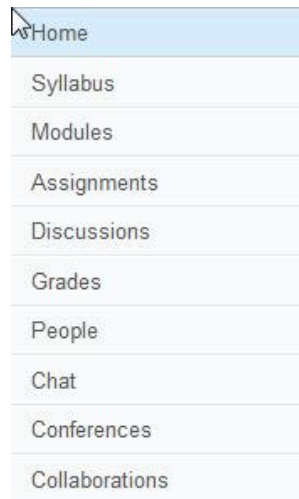 Home
Syllabus
Modules
Assignments
Discussions
Grades
People
Chat
Conferences
Collaborations